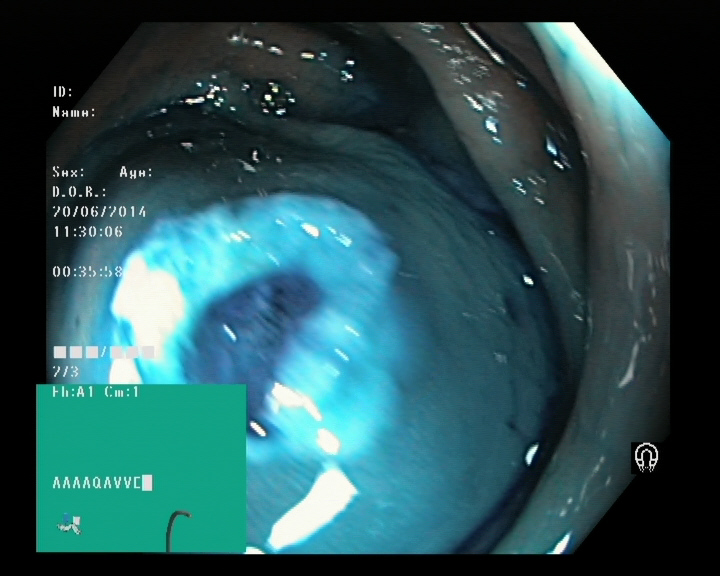 ID:
Name:
Sex: Age:
D.O.B.:
20/06/2014
11:30:06
00:35:58
2/3
Eh:A1 Cm:1
AAAAQAVVE